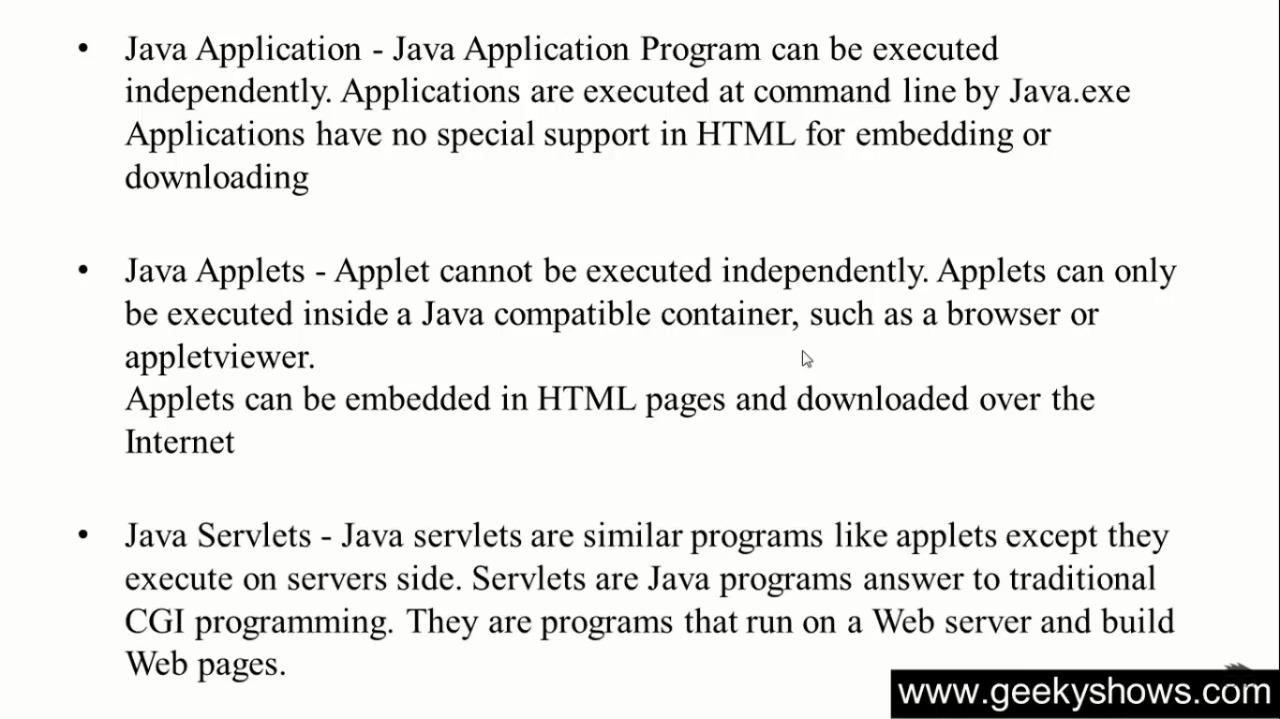 • Java Application - Java Application Program can be executed
independently. Applications are executed at command line by Java.exe
Applications have no special support in HTML for embedding or
downloading
• Java Applets - Applet cannot be executed independently. Applets can only
be executed inside a Java compatible container, such as a browser or
appletviewer.
Applets can be embedded in HTML pages and downloaded over the
Internet
• Java Servlets - Java servlets are similar programs like applets except they
execute on servers side. Servlets are Java programs answer to traditional
CGI programming. They are programs that run on a Web server and build
Web pages.
www.geekyshows.com